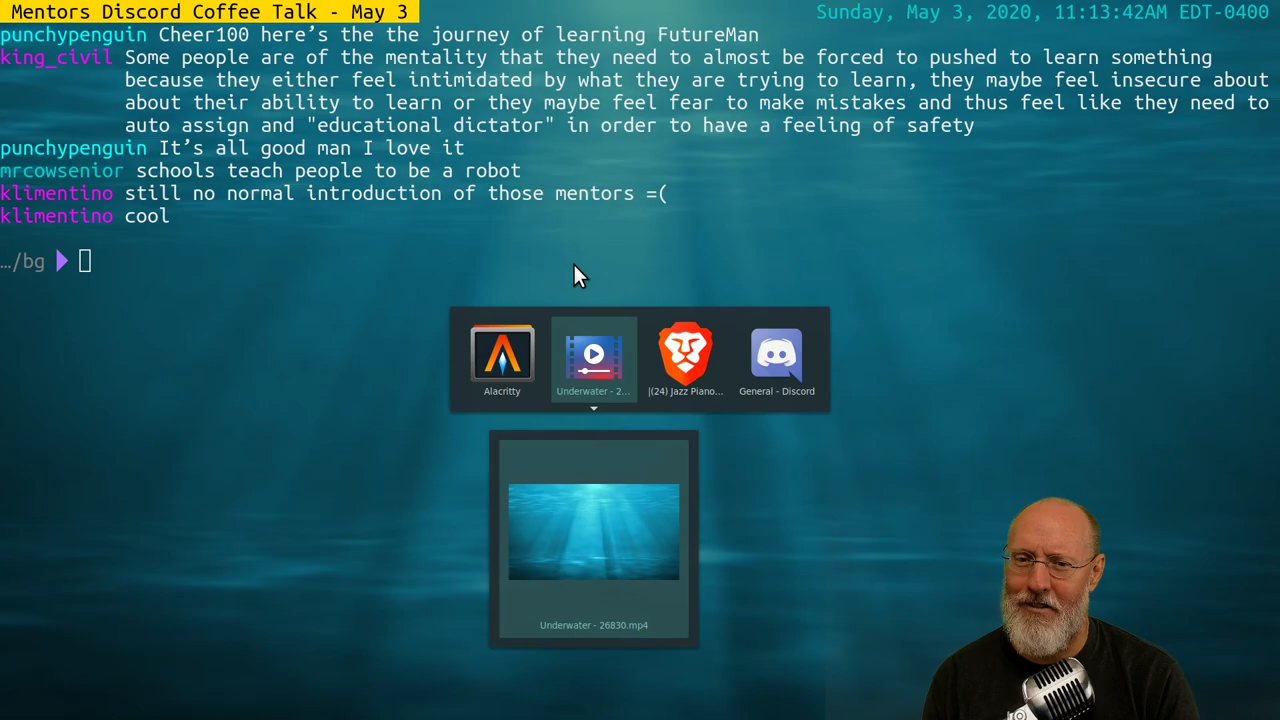 Mentors Discord Coffee Talk - May 3
Sunday, May 3, 2020, 11:13:42AM EDT-0400
punchypenguin Cheer100 here’s the the journey of learning FutureMan
king_civil Some people are of the mentality that they need to almost be forced to pushed to learn something
because they either feel intimidated by what they are trying to learn, they maybe feel insecure about
about their ability to learn or they maybe feel fear to make mistakes and thus feel like they need to
auto assign and "educational dictator" in order to have a feeling of safety
punchypenguin It’s all good man I love it
mrcowsenior schools teach people to be a robot
klimentino still no normal introduction of those mentors =(
klimentino cool
…/bg
Alacritty
Underwater - 2...
|(24) Jazz Piano...
General - Discord
Underwater - 26830.mp4